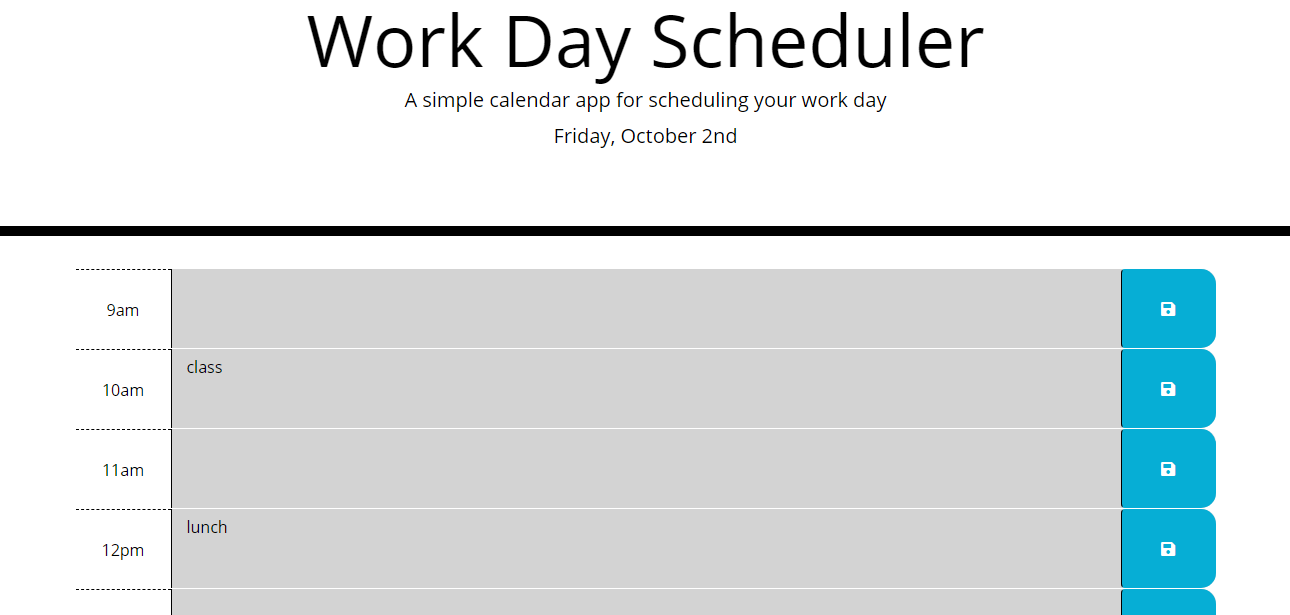 Work Day Scheduler
A simple calendar app for scheduling your work day
Friday, October 2nd
9am
class
10am
11am
lunch
12pm